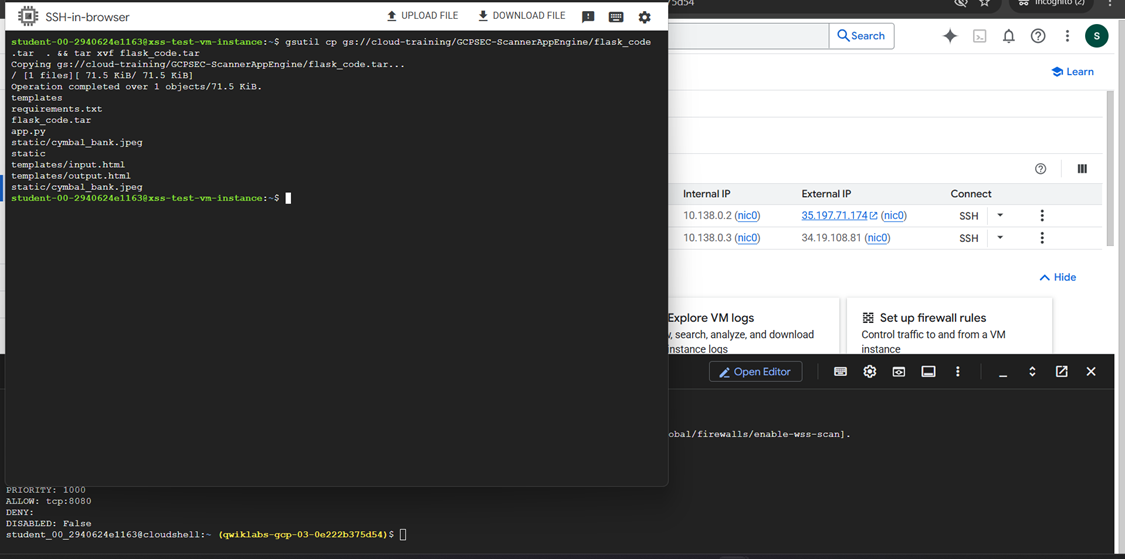 75d54
Incognito (2)
SSH-in-browser
UPLOAD FILE
DOWNLOAD FILE
student-00-2940624e1163@xss-test-vm-instance:~$ gsutil cp gs://cloud-training/GCPSEC-ScannerAppEngine/flask_code
.tar  . && tar xvf flask_code.tar
Copying gs://cloud-training/GCPSEC-ScannerAppEngine/flask_code.tar...
/ [1 files][ 71.5 KiB/ 71.5 KiB]
Operation completed over 1 objects/71.5 KiB.
templates
requirements.txt
flask_code.tar
app.py
static/cymbal_bank.jpeg
static
templates/input.html
templates/output.html
static/cymbal_bank.jpeg
student-00-2940624e1163@xss-test-vm-instance:~$
Search
S
Learn
Internal IP External IP Connect
10.138.0.2 (nic0) 35.197.71.174 (nic0) SSH
10.138.0.3 (nic0) 34.19.108.81 (nic0) SSH
Hide
Explore VM logs
, search, analyze, and download
instance logs
Set up firewall rules
Control traffic to and from a VM
instance
Open Editor
obal/firewalls/enable-wss-scan].
PRIORITY: 1000
ALLOW: tcp:8080
DENY:
DISABLED: False
student_00_2940624e1163@cloudshell:~ (qwiklabs-gcp-03-0e222b375d54)$